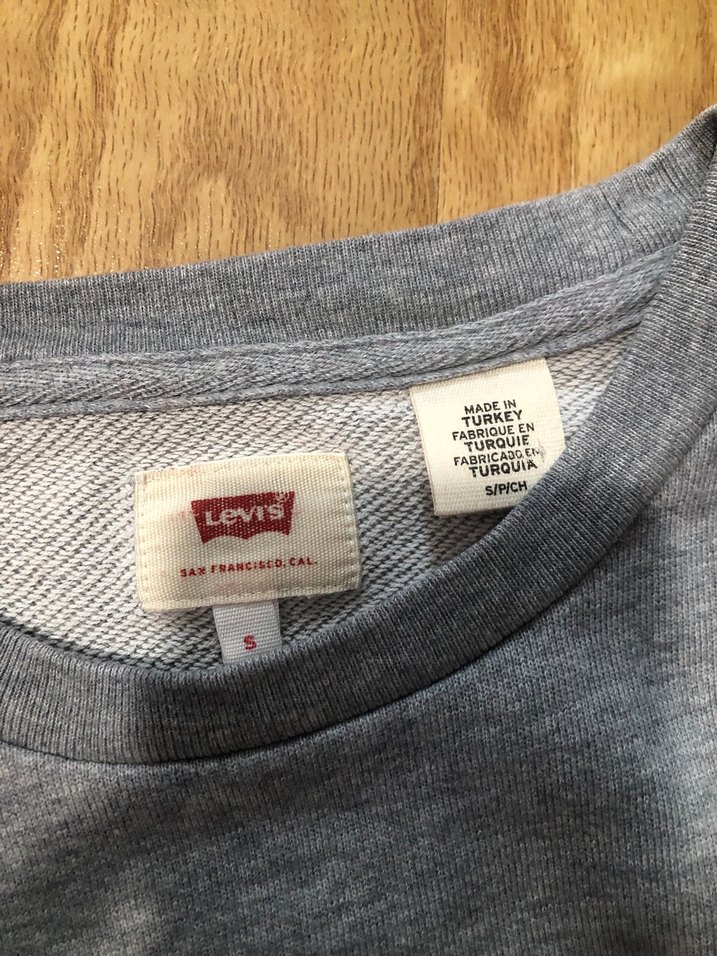 Levi's
SAN FRANCISCO, CAL.
S
MADE IN
TURKEY
FABRIQUE EN
TURQUIE
FABRICADO EN
TURQUIA
S/P/CH